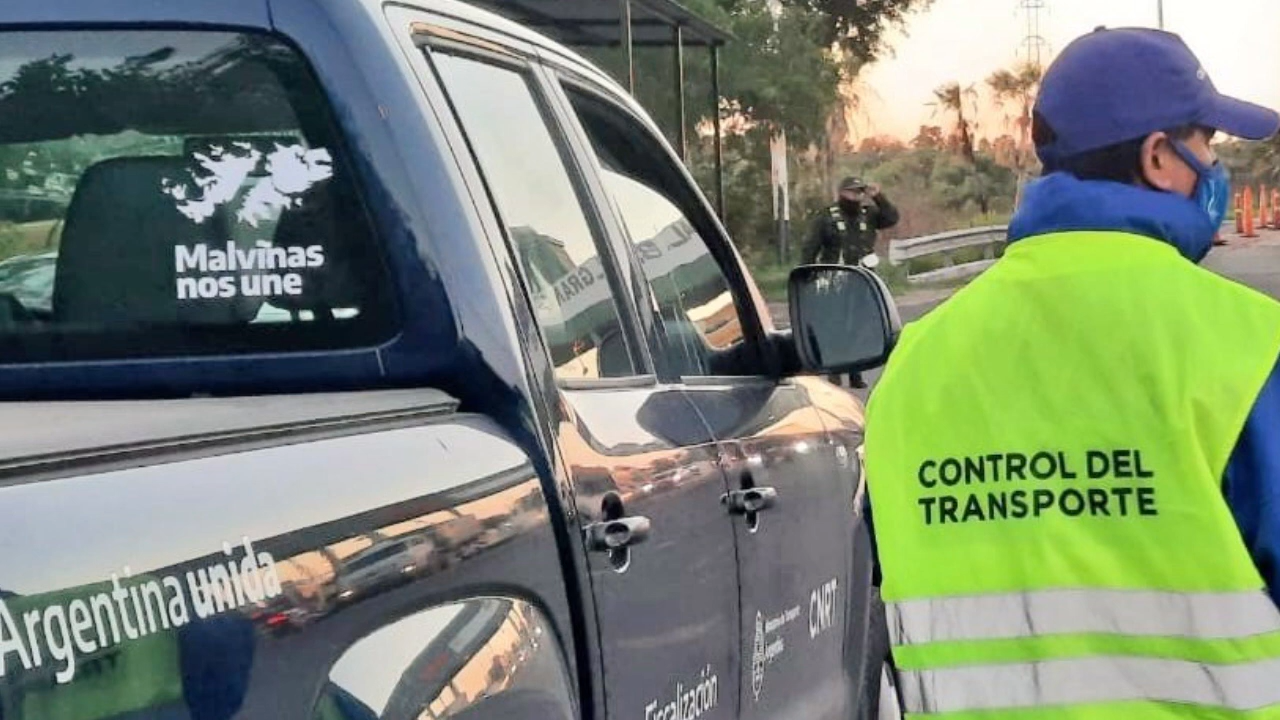 Malvinas
nos une
CONTROL DEL
TRANSPORTE
Argentina unida
CNRT
Fiscalización